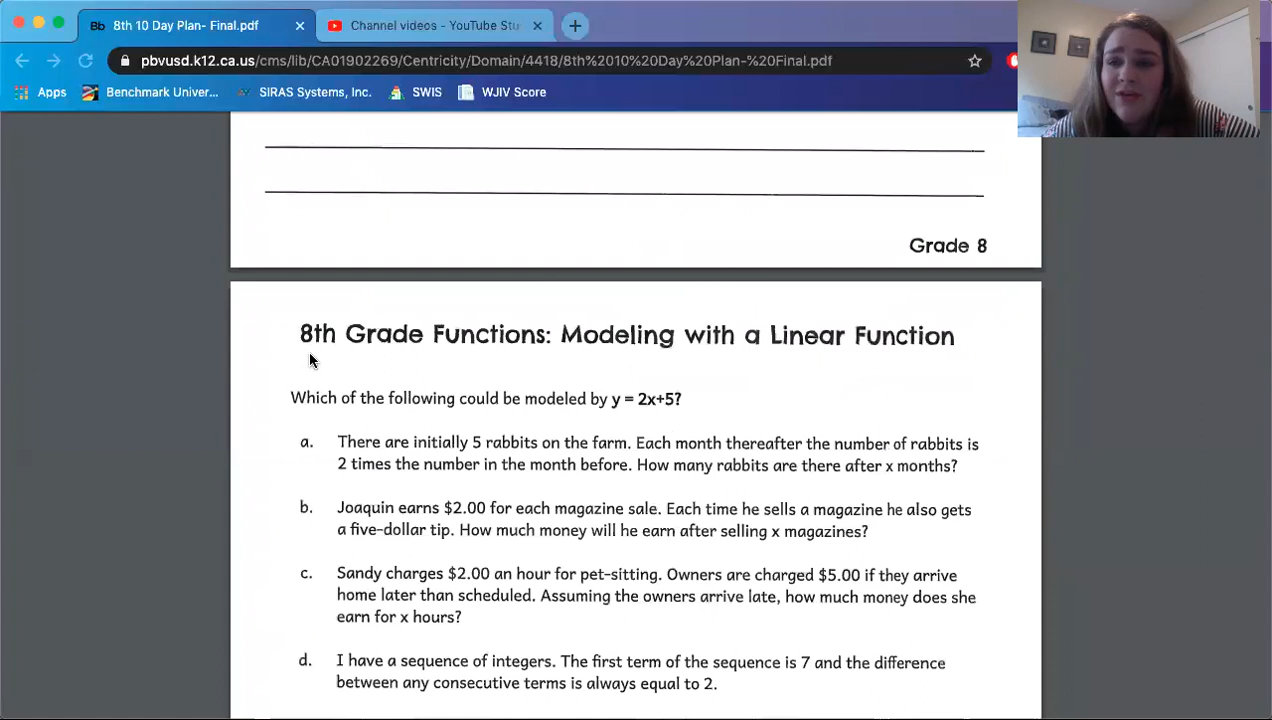 8th 10 Day Plan- Final.pdf
Channel videos - YouTube Stu
pbvusd.k12.ca.us/cms/lib/CA01902269/Centricity/Domain/4418/8th%2010%20Day%20Plan-%20Final.pdf
Apps
Benchmark Univer...
SIRAS Systems, Inc.
SWIS
WJIV Score
Grade 8
8th Grade Functions: Modeling with a Linear Function
Which of the following could be modeled by y = 2x+5?
a. There are initially 5 rabbits on the farm. Each month thereafter the number of rabbits is
2 times the number in the month before. How many rabbits are there after x months?
b. Joaquin earns $2.00 for each magazine sale. Each time he sells a magazine he also gets
a five-dollar tip. How much money will he earn after selling x magazines?
c. Sandy charges $2.00 an hour for pet-sitting. Owners are charged $5.00 if they arrive
home later than scheduled. Assuming the owners arrive late, how much money does she
earn for x hours?
d. I have a sequence of integers. The first term of the sequence is 7 and the difference
between any consecutive terms is always equal to 2.